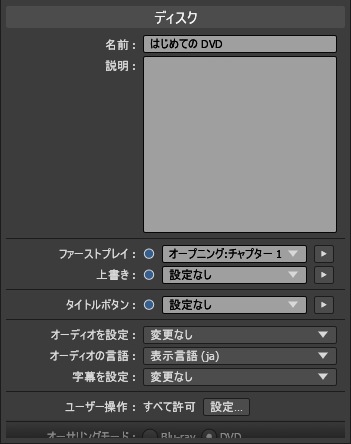 ディスク
名前： はじめての DVD
説明：
ファーストプレイ： オープニング:チャプター 1
上書き： 設定なし
タイトルボタン： 設定なし
オーディオを設定： 変更なし
オーディオの言語： 表示言語 (ja)
字幕を設定： 変更なし
ユーザー操作： すべて許可 設定...
オーサリングモード： Blu-ray DVD